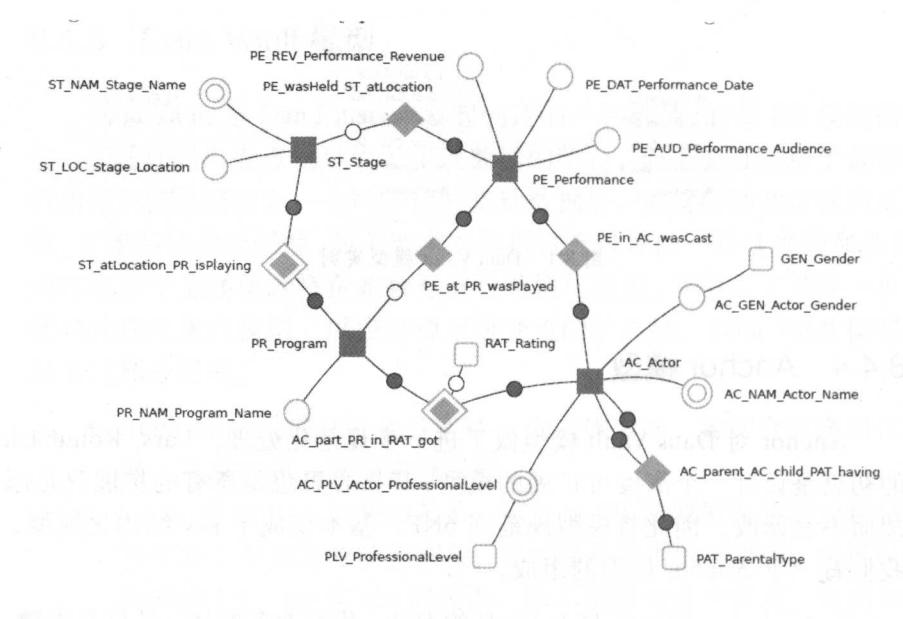 PE_REV_Performance_Revenue
ST_NAM_Stage_Name
PE_wasHeld_ST_atLocation
PE_DAT_Performance_Date
PE_AUD_Performance_Audience
ST_LOC_Stage_Location
ST_Stage
PE_Performance
PE_in_AC_wasCast
GEN_Gender
ST_atLocation_PR_isPlaying
PE_at_PR_wasPlayed
AC_GEN_Actor_Gender
PR_Program
RAT_Rating
AC_Actor
AC_NAM_Actor_Name
PR_NAM_Program_Name
AC_part_PR_in_RAT_got
AC_parent_AC_child_PAT_having
AC_PLV_Actor_ProfessionalLevel
PLV_ProfessionalLevel
PAT_ParentalType